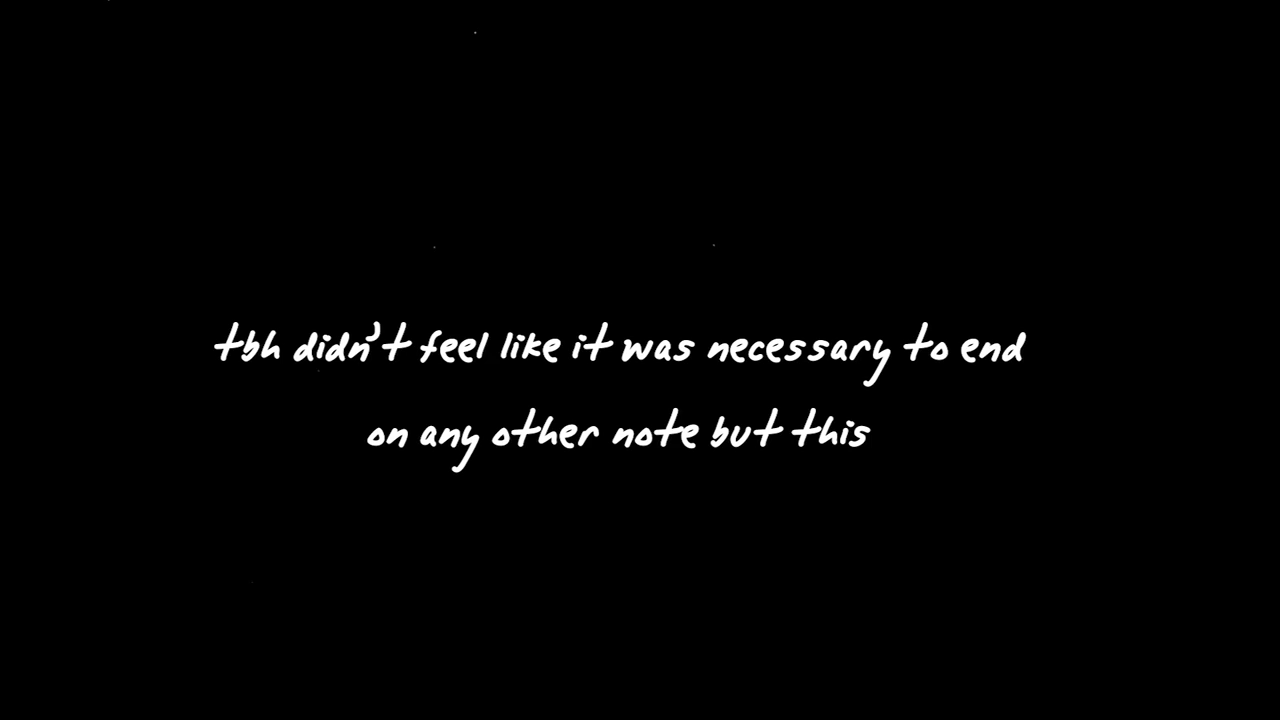 tbh didn't feel like it was necessary to end
on any other note but this